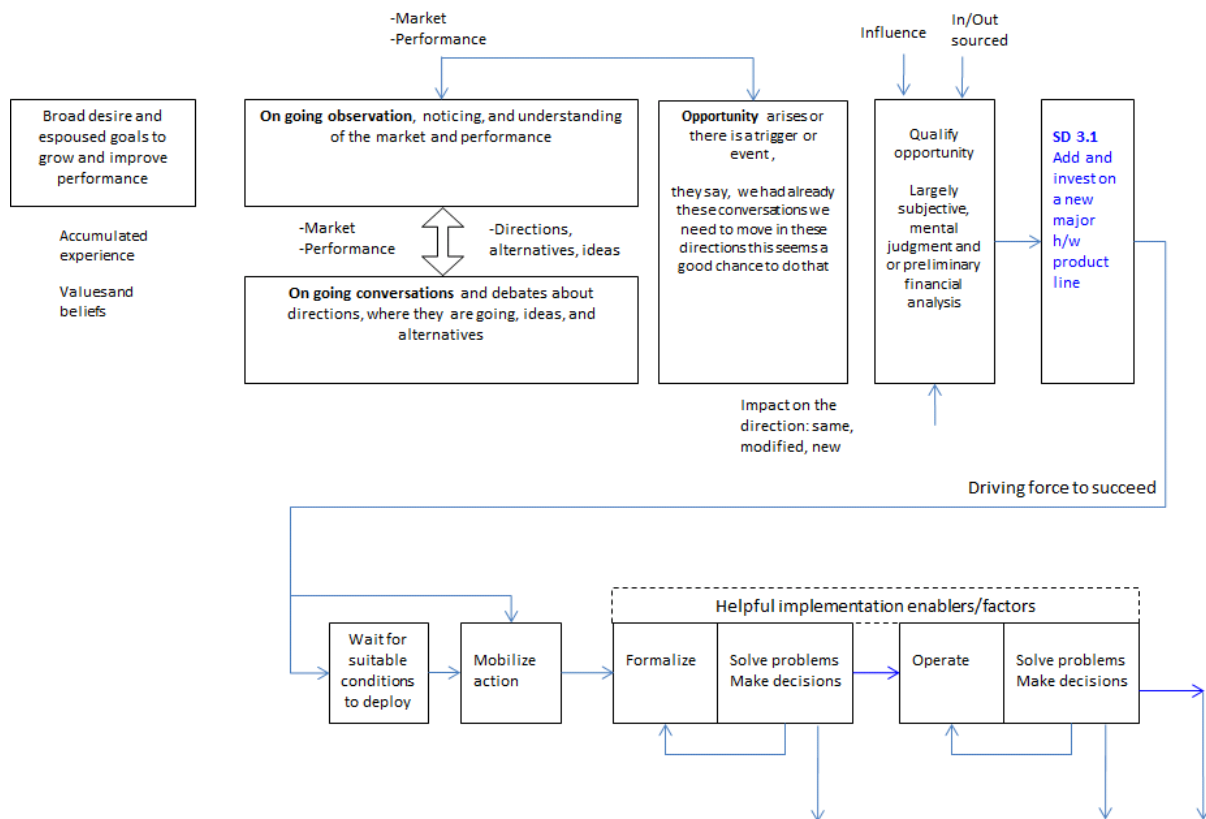 -Market
-Performance
Influence
In/Out
sourced
Broad desire and
espoused goals to
grow and improve
performance
Accumulated
experience
Valuesand
beliefs
On going observation, noticing, and understanding
of the market and performance
-Market
-Performance
-Directions,
alternatives, ideas
On going conversations and debates about
directions, where they are going, ideas, and
alternatives
Opportunity arises or
there is a trigger or
event ,
they say, we had already
these conversations we
need to move in these
directions this seems a
good chance to do that
Qualify
opportunity
Largely
subjective,
mental
judgment and
or preliminary
financial
analysis
SD 3.1
Add and
invest on
a new
major
h/w
product
line
Impact on the
direction: same,
modified, new
Driving force to succeed
Helpful implementation enablers/factors
Wait for
suitable
conditions
to deploy
Mobilize
action
Formalize
Solve problems
Make decisions
Operate
Solve problems
Make decisions